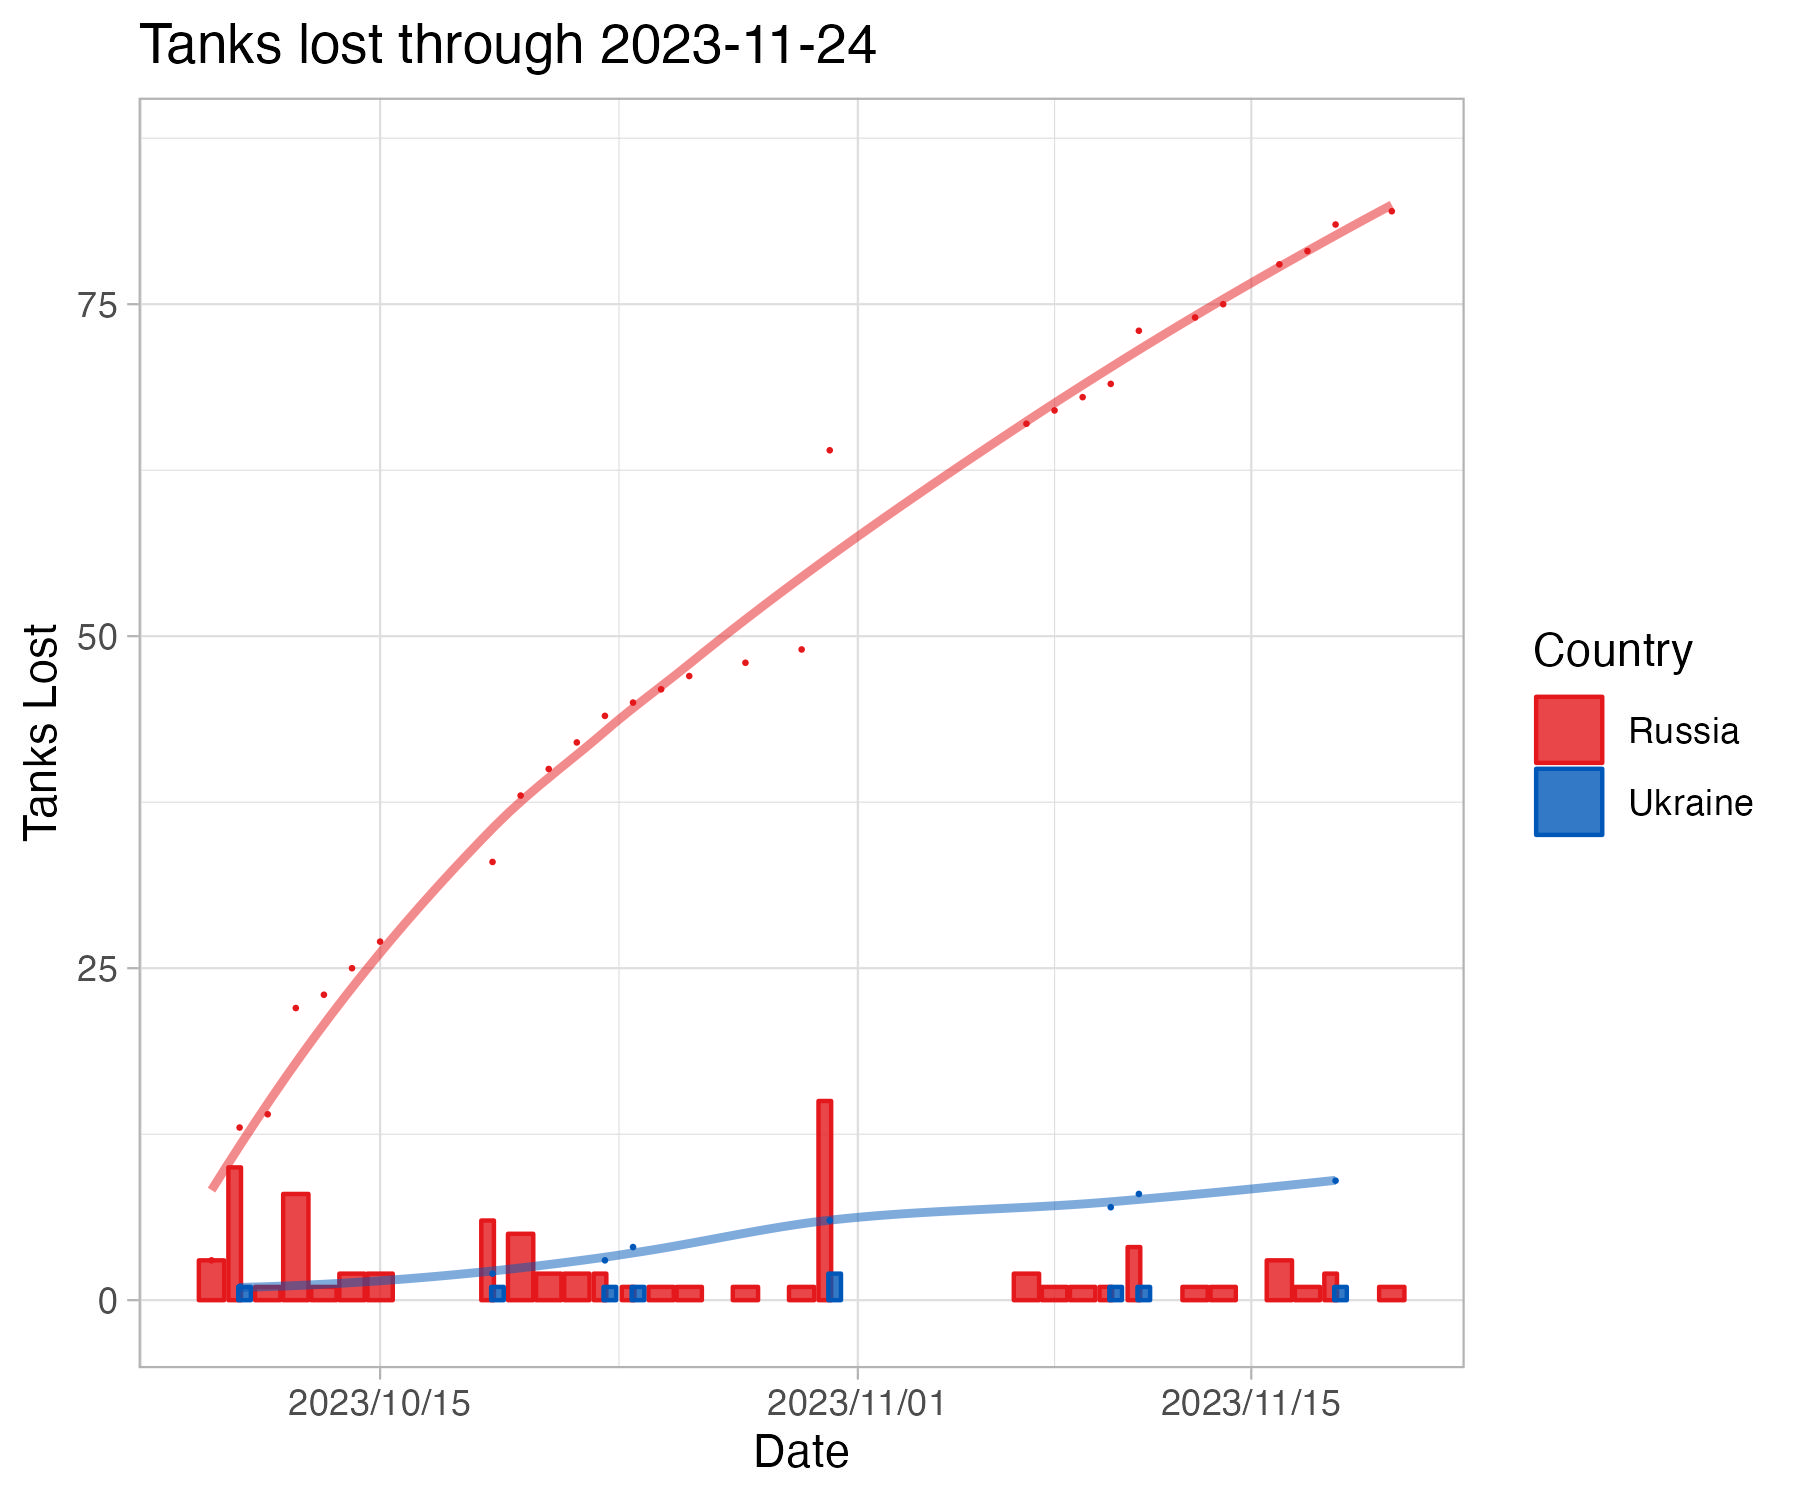 Tanks lost through 2023-11-24
75
50
25
0
Tanks Lost
2023/10/15
2023/11/01
2023/11/15
Date
Country
Russia
Ukraine